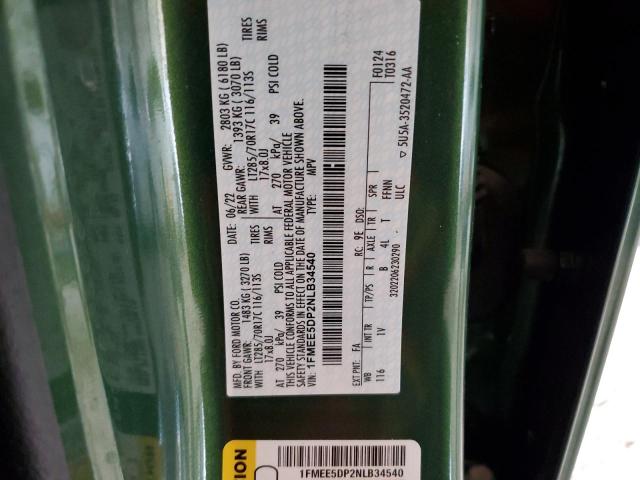 MFD. BY FORD MOTOR CO.
DATE: 06/22
GVWR: 2803 KG ( 6180 LB)
FRONT GAWR: 1483 KG (3270 LB)
REAR GAWR: 1393 KG ( 3070 LB)
WITH LT285/70R17C 116/113S TIRES
WITH LT285/70R17C 116/113S TIRES
17x8.0J RIMS
17x8.0J RIMS
AT 270 kPa/ 39 PSI COLD
AT 270 kPa/ 39 PSI COLD
THIS VEHICLE CONFORMS TO ALL APPLICABLE FEDERAL MOTOR VEHICLE
SAFETY STANDARDS IN EFFECT ON THE DATE OF MANUFACTURE SHOWN ABOVE.
VIN: 1FMEE5DP2NLB34540
TYPE: MPV
F0124
T0316
EXT PNT: FA RC: 9E DSO:
WB INT TR TP/PS R AXLE TR SPR
116 1V B 4L T FFNN
ULC
3202206230290
5U5A-3520472-AA
TION
1FMEE5DP2NLB34540